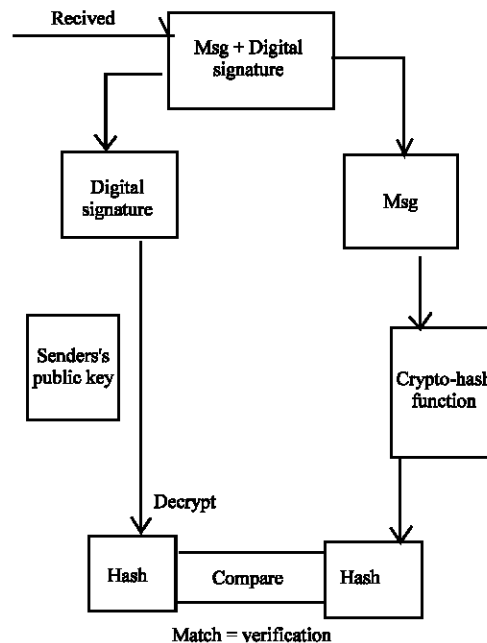 Recived
Msg + Digital
signature
Digital
signature
Msg
Senders's
public key
Crypto-hash
function
Decrypt
Hash
Compare
Hash
Match = verification